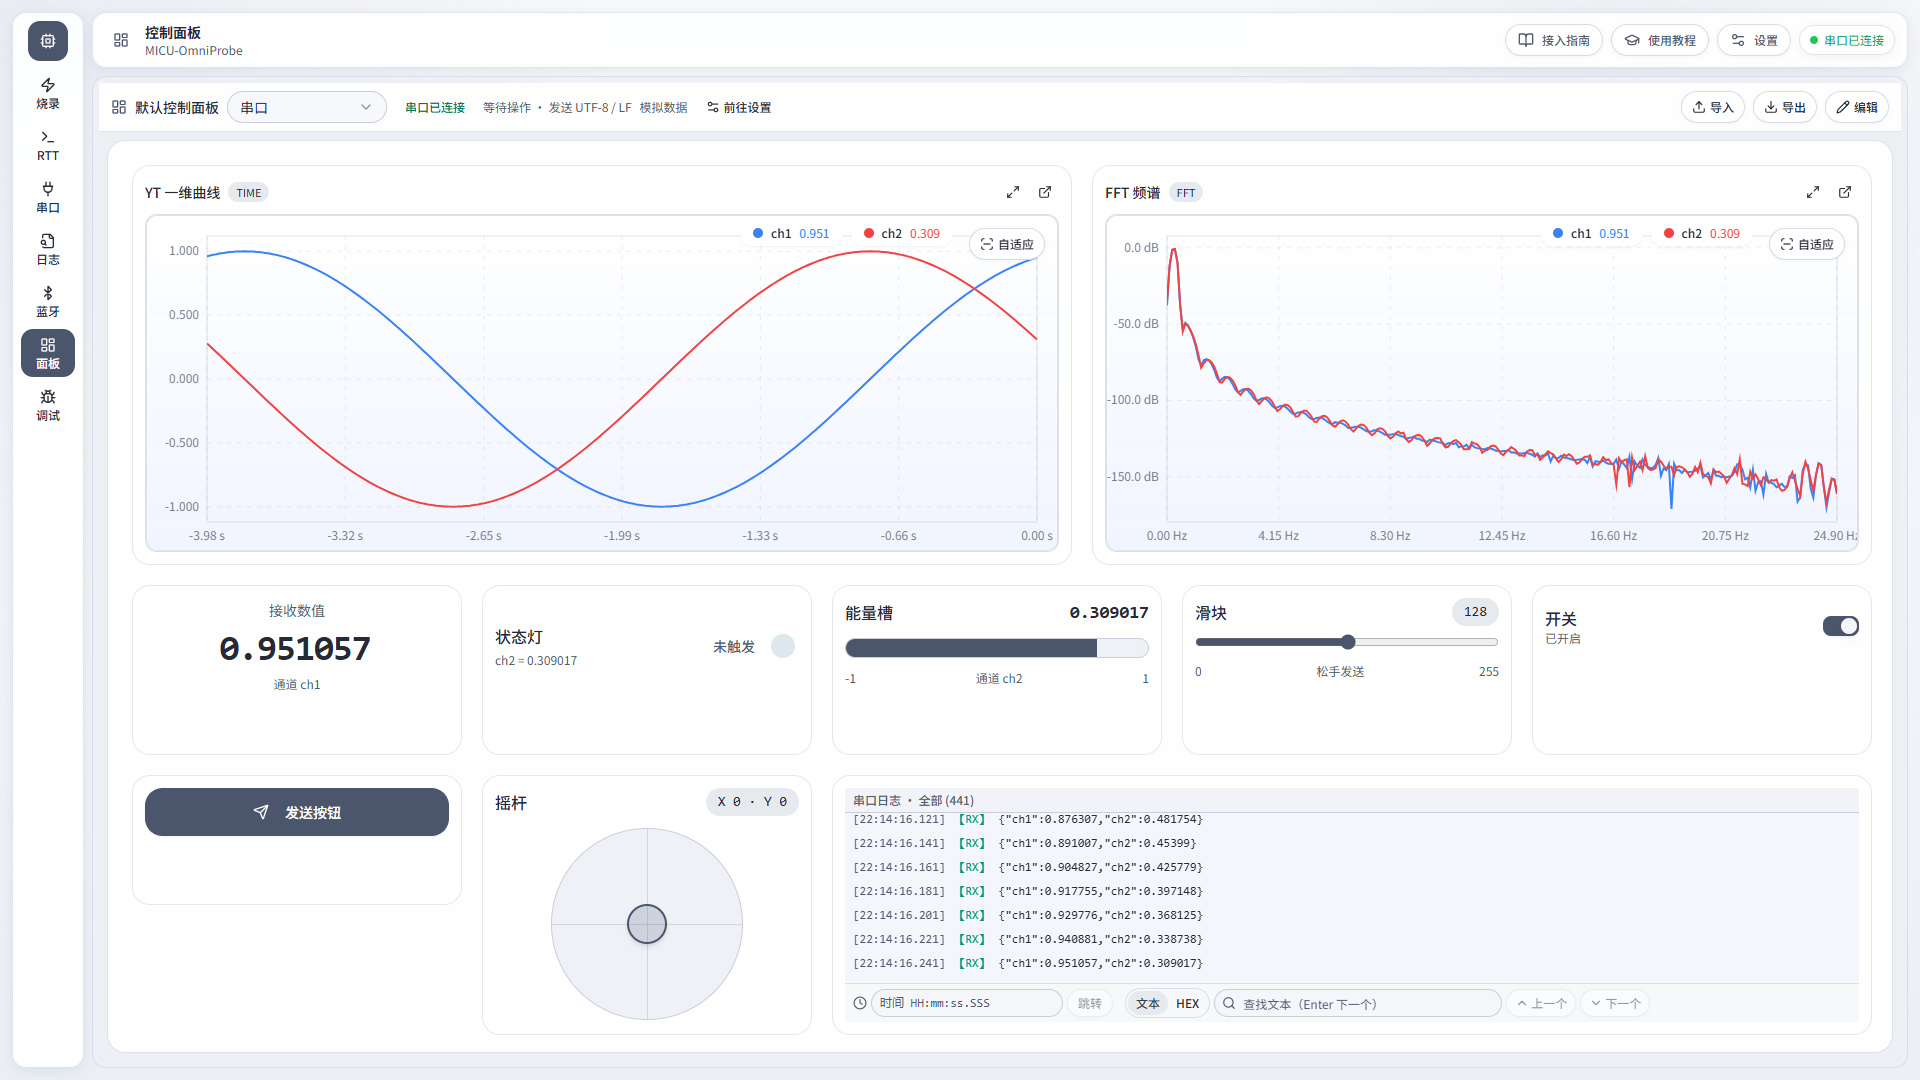 控制面板
MICU-OmniProbe
接入指南
使用教程
设置
串口已连接
烧录
RTT
串口
日志
蓝牙
面板
调试
默认控制面板
串口
串口已连接
等待操作 · 发送 UTF-8 / LF 模拟数据
前往设置
导入
导出
编辑
YT 一维曲线 TIME
ch1 0.951
ch2 0.309
自适应
1.000
0.500
0.000
-0.500
-1.000
-3.98 s
-3.32 s
-2.65 s
-1.99 s
-1.33 s
-0.66 s
0.00 s
FFT 频谱 FFT
ch1 0.951
ch2 0.309
自适应
0.0 dB
-50.0 dB
-100.0 dB
-150.0 dB
0.00 Hz
4.15 Hz
8.30 Hz
12.45 Hz
16.60 Hz
20.75 Hz
24.90 Hz
接收数值
0.951057
通道 ch1
状态灯
ch2 = 0.309017
未触发
能量槽
0.309017
-1
通道 ch2
1
滑块
128
0
松手发送
255
开关
已开启
发送按钮
摇杆
X 0 · Y 0
串口日志 · 全部 (441)
[22:14:16.121] 【RX】 {"ch1":0.876307,"ch2":0.481754}
[22:14:16.141] 【RX】 {"ch1":0.891007,"ch2":0.45399}
[22:14:16.161] 【RX】 {"ch1":0.904827,"ch2":0.425779}
[22:14:16.181] 【RX】 {"ch1":0.917755,"ch2":0.397148}
[22:14:16.201] 【RX】 {"ch1":0.929776,"ch2":0.368125}
[22:14:16.221] 【RX】 {"ch1":0.940881,"ch2":0.338738}
[22:14:16.241] 【RX】 {"ch1":0.951057,"ch2":0.309017}
时间 HH:mm:ss.SSS
跳转
文本
HEX
查找文本（Enter 下一个）
上一个
下一个